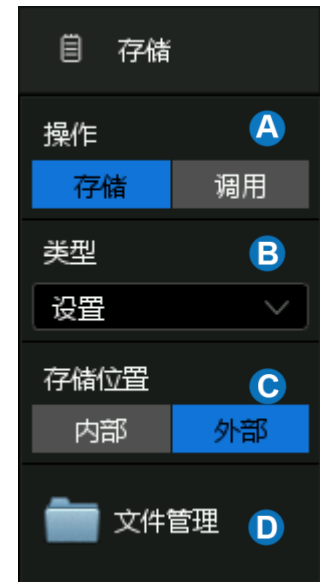 存储
操作 A
存储 调用
类型 B
设置
存储位置 C
内部 外部
文件管理 D